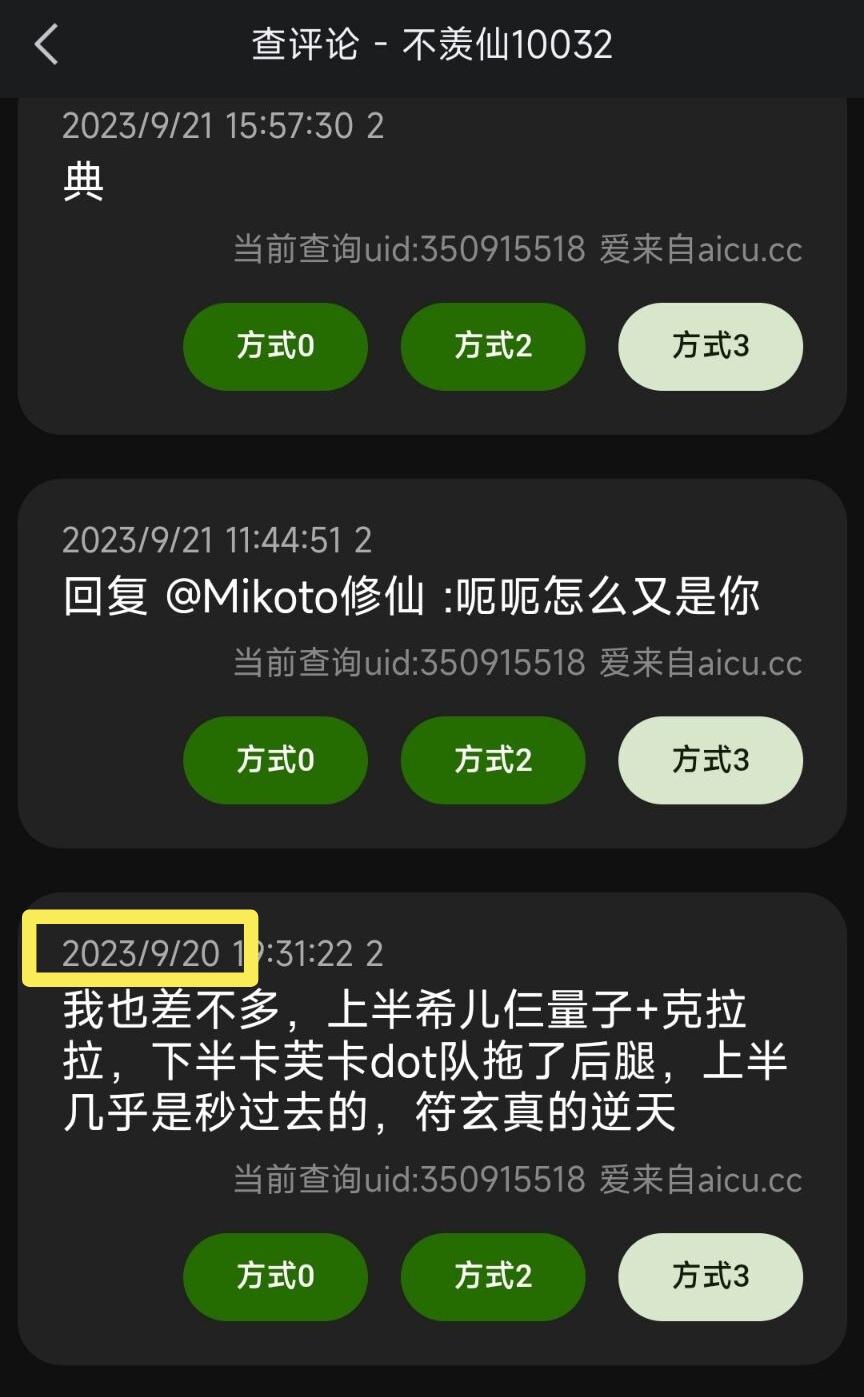 查评论 - 不羡仙10032
2023/9/21 15:57:30 2
典
当前查询uid:350915518 爱来自aicu.cc
方式0 方式2 方式3
2023/9/21 11:44:51 2
回复 @Mikoto修仙 :呃呃怎么又是你
当前查询uid:350915518 爱来自aicu.cc
方式0 方式2 方式3
2023/9/20 19:31:22 2
我也差不多，上半希儿仨量子+克拉
拉，下半卡芙卡dot队拖了后腿，上半
几乎是秒过去的，符玄真的逆天
当前查询uid:350915518 爱来自aicu.cc
方式0 方式2 方式3